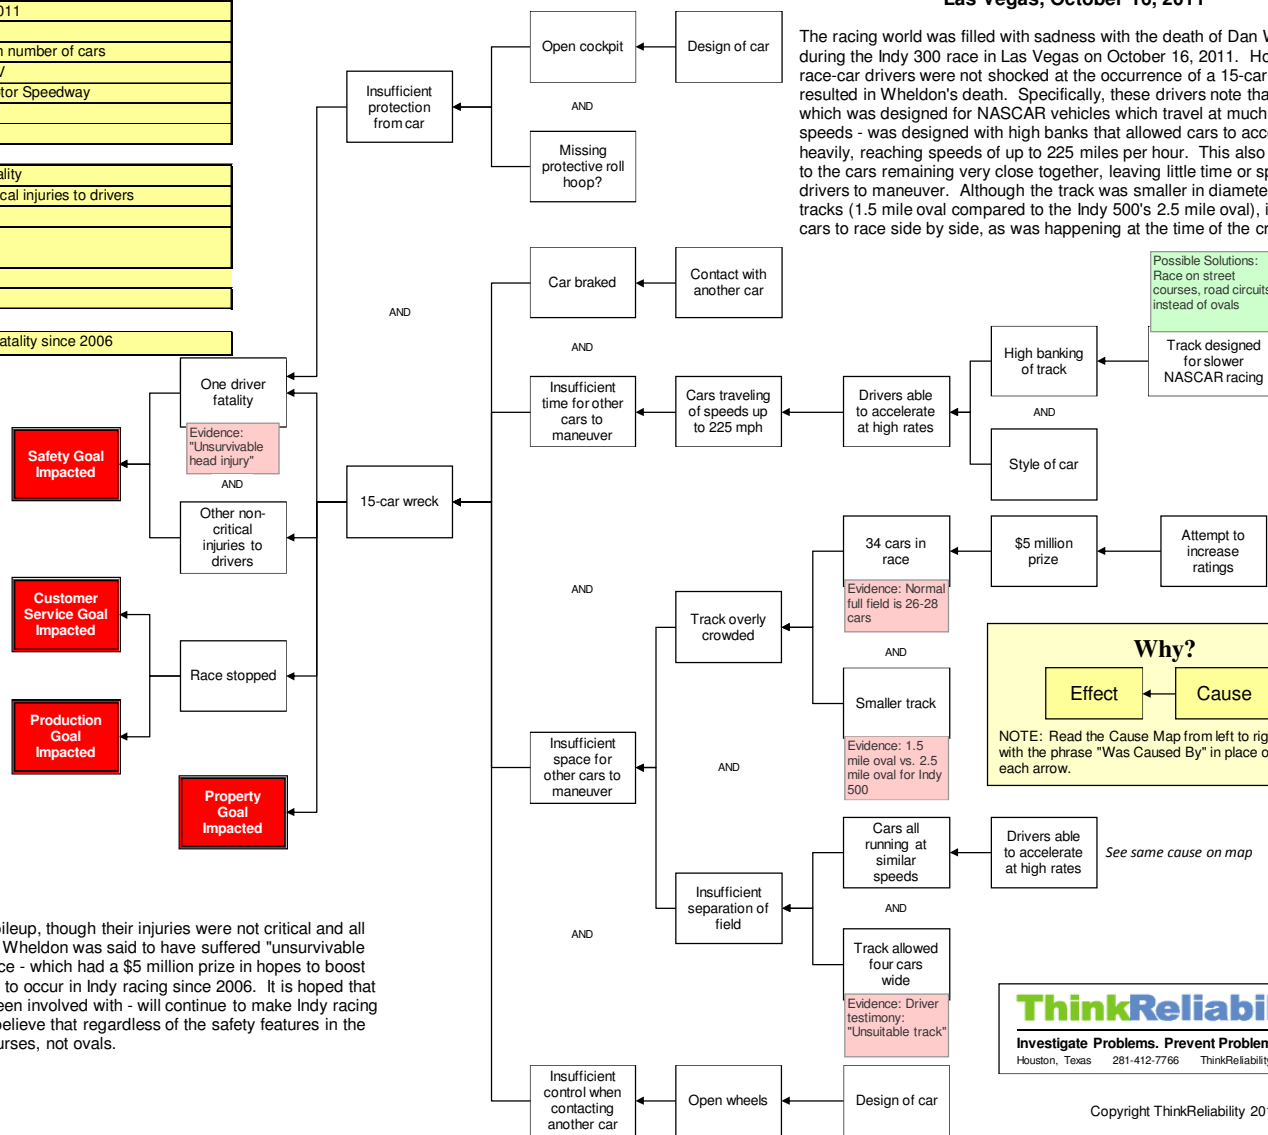 Las Vegas, October 16, 2011
011
n number of cars
tor Speedway
ality
cal injuries to drivers
atality since 2006
The racing world was filled with sadness with the death of Dan
during the Indy 300 race in Las Vegas on October 16, 2011. Ho
race-car drivers were not shocked at the occurrence of a 15-car
resulted in Wheldon's death. Specifically, these drivers note tha
which was designed for NASCAR vehicles which travel at much
speeds - was designed with high banks that allowed cars to acc
heavily, reaching speeds of up to 225 miles per hour. This also
to the cars remaining very close together, leaving little time or sp
drivers to maneuver. Although the track was smaller in diamete
tracks (1.5 mile oval compared to the Indy 500's 2.5 mile oval), i
cars to race side by side, as was happening at the time of the cr
Open cockpit
Design of car
Insufficient
protection
from car
AND
Missing
protective roll
hoop?
Possible Solutions:
Race on street
courses, road circuits
instead of ovals
Car braked
Contact with
another car
AND
AND
High banking
of track
Track designed
for slower
NASCAR racing
One driver
fatality
Insufficient
time for other
cars to
maneuver
Cars traveling
of speeds up
to 225 mph
Drivers able
to accelerate
at high rates
AND
Evidence:
"Unsurvivable
head injury"
Safety Goal
Impacted
Style of car
AND
15-car wreck
Other non-
critical
injuries to
drivers
34 cars in
race
$5 million
prize
Attempt to
increase
ratings
Evidence: Normal
full field is 26-28
cars
AND
Customer
Service Goal
Impacted
Track overly
crowded
AND
Why?
Effect
Cause
NOTE: Read the Cause Map from left to rig
with the phrase "Was Caused By" in place o
each arrow.
Race stopped
Smaller track
Evidence: 1.5
mile oval vs. 2.5
mile oval for Indy
500
Production
Goal
Impacted
Insufficient
space for
other cars to
maneuver
AND
Property
Goal
Impacted
Cars all
running at
similar
speeds
Drivers able
to accelerate
at high rates
See same cause on map
Insufficient
separation of
field
AND
AND
Track allowed
four cars
wide
Evidence: Driver
testimony:
"Unsuitable track"
pileup, though their injuries were not critical and all
Wheldon was said to have suffered "unsurvivable
ce - which had a $5 million prize in hopes to boost
to occur in Indy racing since 2006. It is hoped that
een involved with - will continue to make Indy racing
believe that regardless of the safety features in the
urses, not ovals.
ThinkReliabil
Investigate Problems. Prevent Problem
Houston, Texas 281-412-7766 ThinkReliability
Insufficient
control when
contacting
another car
Open wheels
Design of car
Copyright ThinkReliability 201